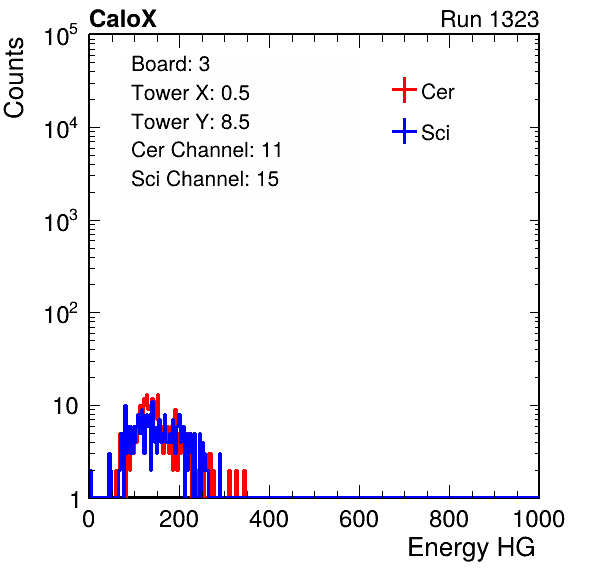 CaloX Run 1323
Board: 3
Tower X: 0.5
Tower Y: 8.5
Cer Channel: 11
Sci Channel: 15
Cer
Sci
Counts
10^5
10^4
10^3
10^2
10
1
0 200 400 600 800 1000
Energy HG